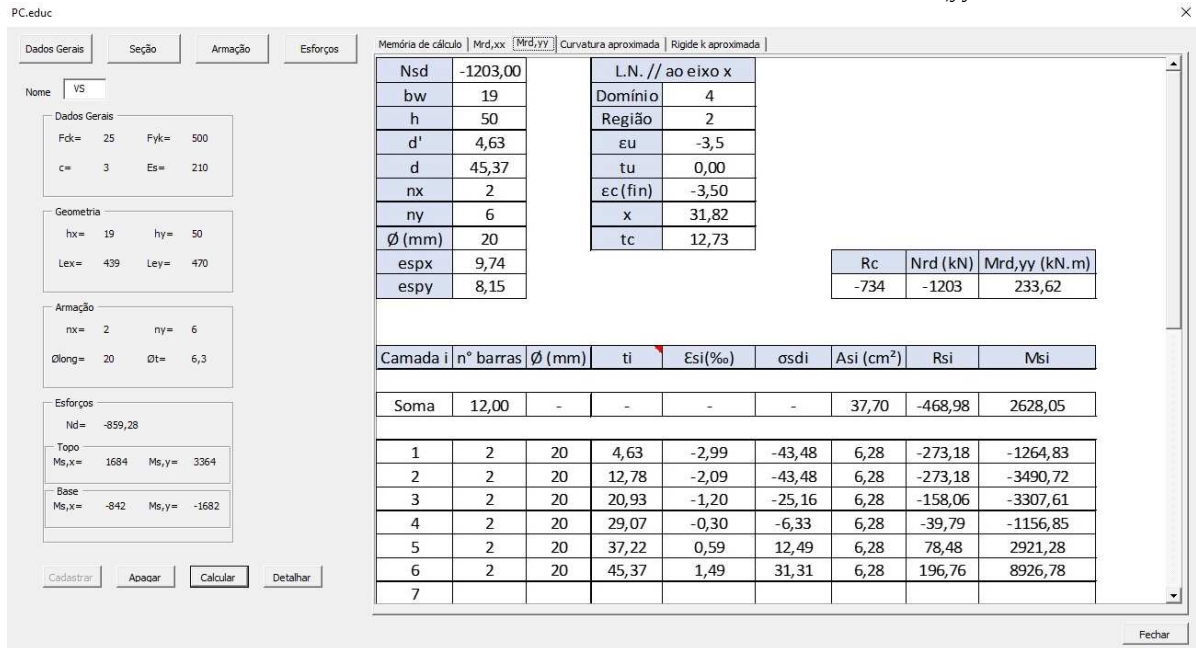 PC.educ
Dados Gerais Seção Armação Esforços
Nome VS
Dados Gerais
Fck= 25 Fyk= 500
c= 3 Es= 210
Geometria
hx= 19 hy= 50
Lex= 439 Ley= 470
Armação
nx= 2 ny= 6
Ølong= 20 Øt= 6,3
Esforços
Nd= -859,28
Topo
Ms,x= 1684 Ms,y= 3364
Base
Ms,x= -842 Ms,y= -1682
Cadastrar Apagar Calcular Detalhar
Memória de cálculo Mrd,xx Mrd,yy Curvatura aproximada Rigide k aproximada
Nsd -1203,00 L.N. // ao eixo x
bw 19 Domínio 4
h 50 Região 2
d' 4,63 εu -3,5
d 45,37 tu 0,00
nx 2 εc(fin) -3,50
ny 6 x 31,82
Ø (mm) 20 tc 12,73
espx 9,74 Rc Nrd (kN) Mrd,yy (kN.m)
espy 8,15 -734 -1203 233,62
Camada i n° barras Ø (mm) ti Ɛsi(‰) σsdi Asi (cm²) Rsi Msi
Soma 12,00 - - - - 37,70 -468,98 2628,05
1 2 20 4,63 -2,99 -43,48 6,28 -273,18 -1264,83
2 2 20 12,78 -2,09 -43,48 6,28 -273,18 -3490,72
3 2 20 20,93 -1,20 -25,16 6,28 -158,06 -3307,61
4 2 20 29,07 -0,30 -6,33 6,28 -39,79 -1156,85
5 2 20 37,22 0,59 12,49 6,28 78,48 2921,28
6 2 20 45,37 1,49 31,31 6,28 196,76 8926,78
7
Fechar